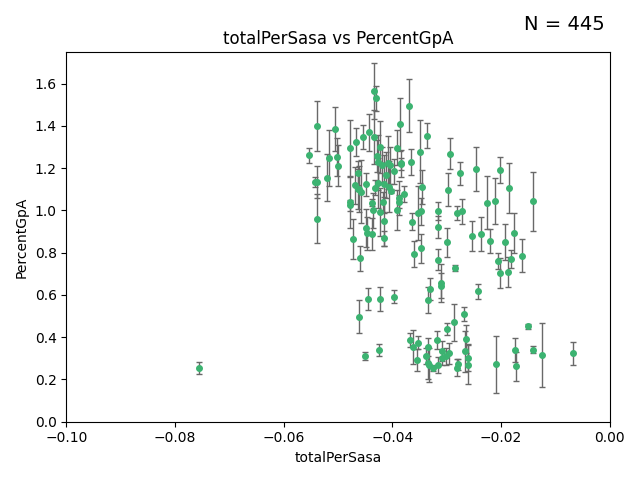 N = 445
totalPerSasa vs PercentGpA
PercentGpA
1.6
1.4
1.2
1.0
0.8
0.6
0.4
0.2
0.0
−0.10 −0.08 −0.06 −0.04 −0.02 0.00
totalPerSasa